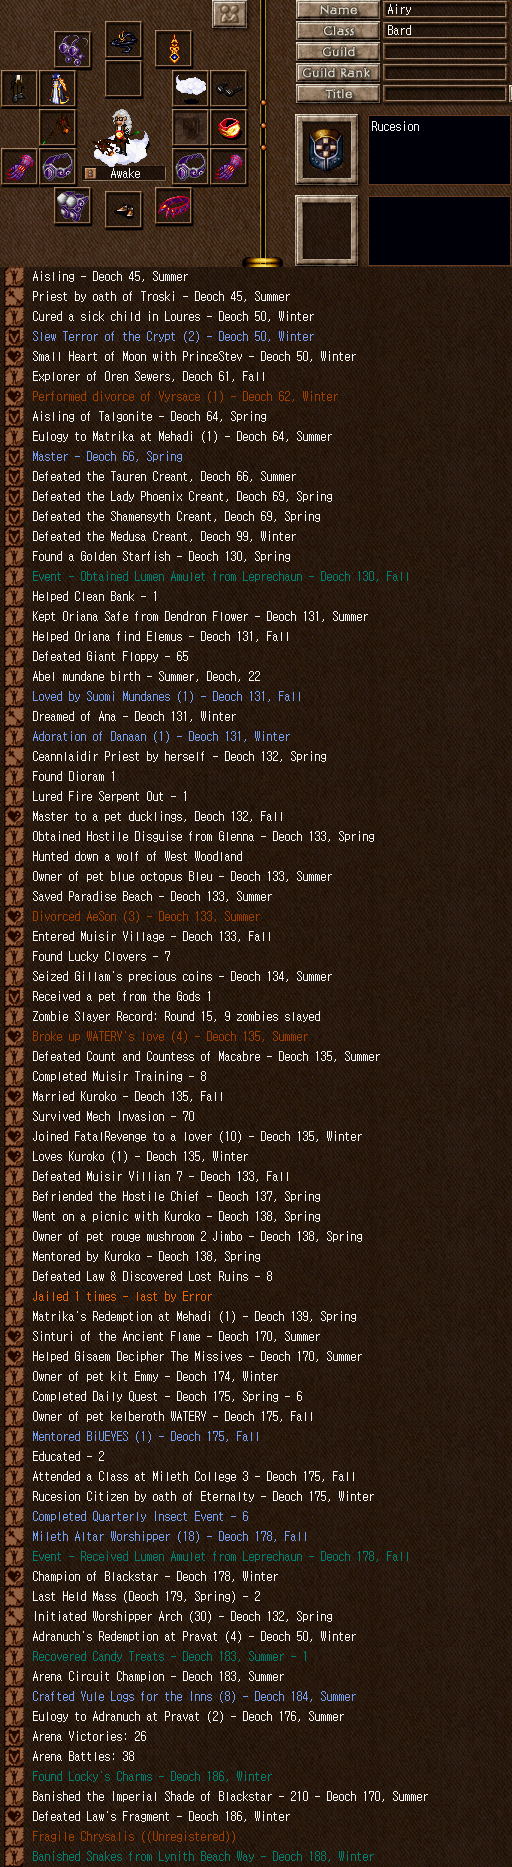 Name Airy
Class Bard
Guild
Guild Rank
Title
Rucesion
Awake
Aisling - Deoch 45, Summer
Priest by oath of Troski - Deoch 45, Summer
Cured a sick child in Loures - Deoch 50, Winter
Slew Terror of the Crypt (2) - Deoch 50, Winter
Small Heart of Moon with PrinceStev - Deoch 50, Winter
Explorer of Oren Sewers, Deoch 61, Fall
Performed divorce of Vyrsace (1) - Deoch 62, Winter
Aisling of Talgonite - Deoch 64, Spring
Eulogy to Matrika at Mehadi (1) - Deoch 64, Summer
Master - Deoch 66, Spring
Defeated the Tauren Creant, Deoch 66, Summer
Defeated the Lady Phoenix Creant, Deoch 69, Spring
Defeated the Shamensyth Creant, Deoch 69, Spring
Defeated the Medusa Creant, Deoch 99, Winter
Found a Golden Starfish - Deoch 130, Spring
Event - Obtained Lumen Amulet from Leprechaun - Deoch 130, Fall
Helped Clean Bank - 1
Kept Oriana Safe from Dendron Flower - Deoch 131, Summer
Helped Oriana find Elemus - Deoch 131, Fall
Defeated Giant Floppy - 65
Abel mundane birth - Summer, Deoch, 22
Loved by Suomi Mundanes (1) - Deoch 131, Fall
Dreamed of Ana - Deoch 131, Winter
Adoration of Danaan (1) - Deoch 131, Winter
Ceannlaidir Priest by herself - Deoch 132, Spring
Found Dioram 1
Lured Fire Serpent Out - 1
Master to a pet ducklings, Deoch 132, Fall
Obtained Hostile Disguise from Glenna - Deoch 133, Spring
Hunted down a wolf of West Woodland
Owner of pet blue octopus Bleu - Deoch 133, Summer
Saved Paradise Beach - Deoch 133, Summer
Divorced AeSon (3) - Deoch 133, Summer
Entered Muisir Village - Deoch 133, Fall
Found Lucky Clovers - 7
Seized Gillam's precious coins - Deoch 134, Summer
Received a pet from the Gods 1
Zombie Slayer Record: Round 15, 9 zombies slayed
Broke up WATERY's love (4) - Deoch 135, Summer
Defeated Count and Countess of Macabre - Deoch 135, Summer
Completed Muisir Training - 8
Married Kuroko - Deoch 135, Fall
Survived Mech Invasion - 70
Joined FatalRevenge to a lover (10) - Deoch 135, Winter
Loves Kuroko (1) - Deoch 135, Winter
Defeated Muisir Villian 7 - Deoch 133, Fall
Befriended the Hostile Chief - Deoch 137, Spring
Went on a picnic with Kuroko - Deoch 138, Spring
Owner of pet rouge mushroom 2 Jimbo - Deoch 138, Spring
Mentored by Kuroko - Deoch 138, Spring
Defeated Law & Discovered Lost Ruins - 8
Jailed 1 times - last by Error
Matrika's Redemption at Mehadi (1) - Deoch 139, Spring
Sinturi of the Ancient Flame - Deoch 170, Summer
Helped Gisaem Decipher The Missives - Deoch 170, Summer
Owner of pet kit Emmy - Deoch 174, Winter
Completed Daily Quest - Deoch 175, Spring - 6
Owner of pet kelberoth WATERY - Deoch 175, Fall
Mentored BiUEYES (1) - Deoch 175, Fall
Educated - 2
Attended a Class at Mileth College 3 - Deoch 175, Fall
Rucesion Citizen by oath of Eternalty - Deoch 175, Winter
Completed Quarterly Insect Event - 6
Mileth Altar Worshipper (18) - Deoch 178, Fall
Event - Received Lumen Amulet from Leprechaun - Deoch 178, Fall
Champion of Blackstar - Deoch 178, Winter
Last Held Mass (Deoch 179, Spring) - 2
Initiated Worshipper Arch (30) - Deoch 132, Spring
Adranuch's Redemption at Pravat (4) - Deoch 50, Winter
Recovered Candy Treats - Deoch 183, Summer - 1
Arena Circuit Champion - Deoch 183, Summer
Crafted Yule Logs for the Inns (8) - Deoch 184, Summer
Eulogy to Adranuch at Pravat (2) - Deoch 176, Summer
Arena Victories: 26
Arena Battles: 38
Found Locky's Charms - Deoch 186, Winter
Banished the Imperial Shade of Blackstar - 210 - Deoch 170, Summer
Defeated Law's Fragment - Deoch 186, Winter
Fragile Chrysalis ((Unregistered))
Banished Snakes from Lynith Beach Way - Deoch 188, Winter